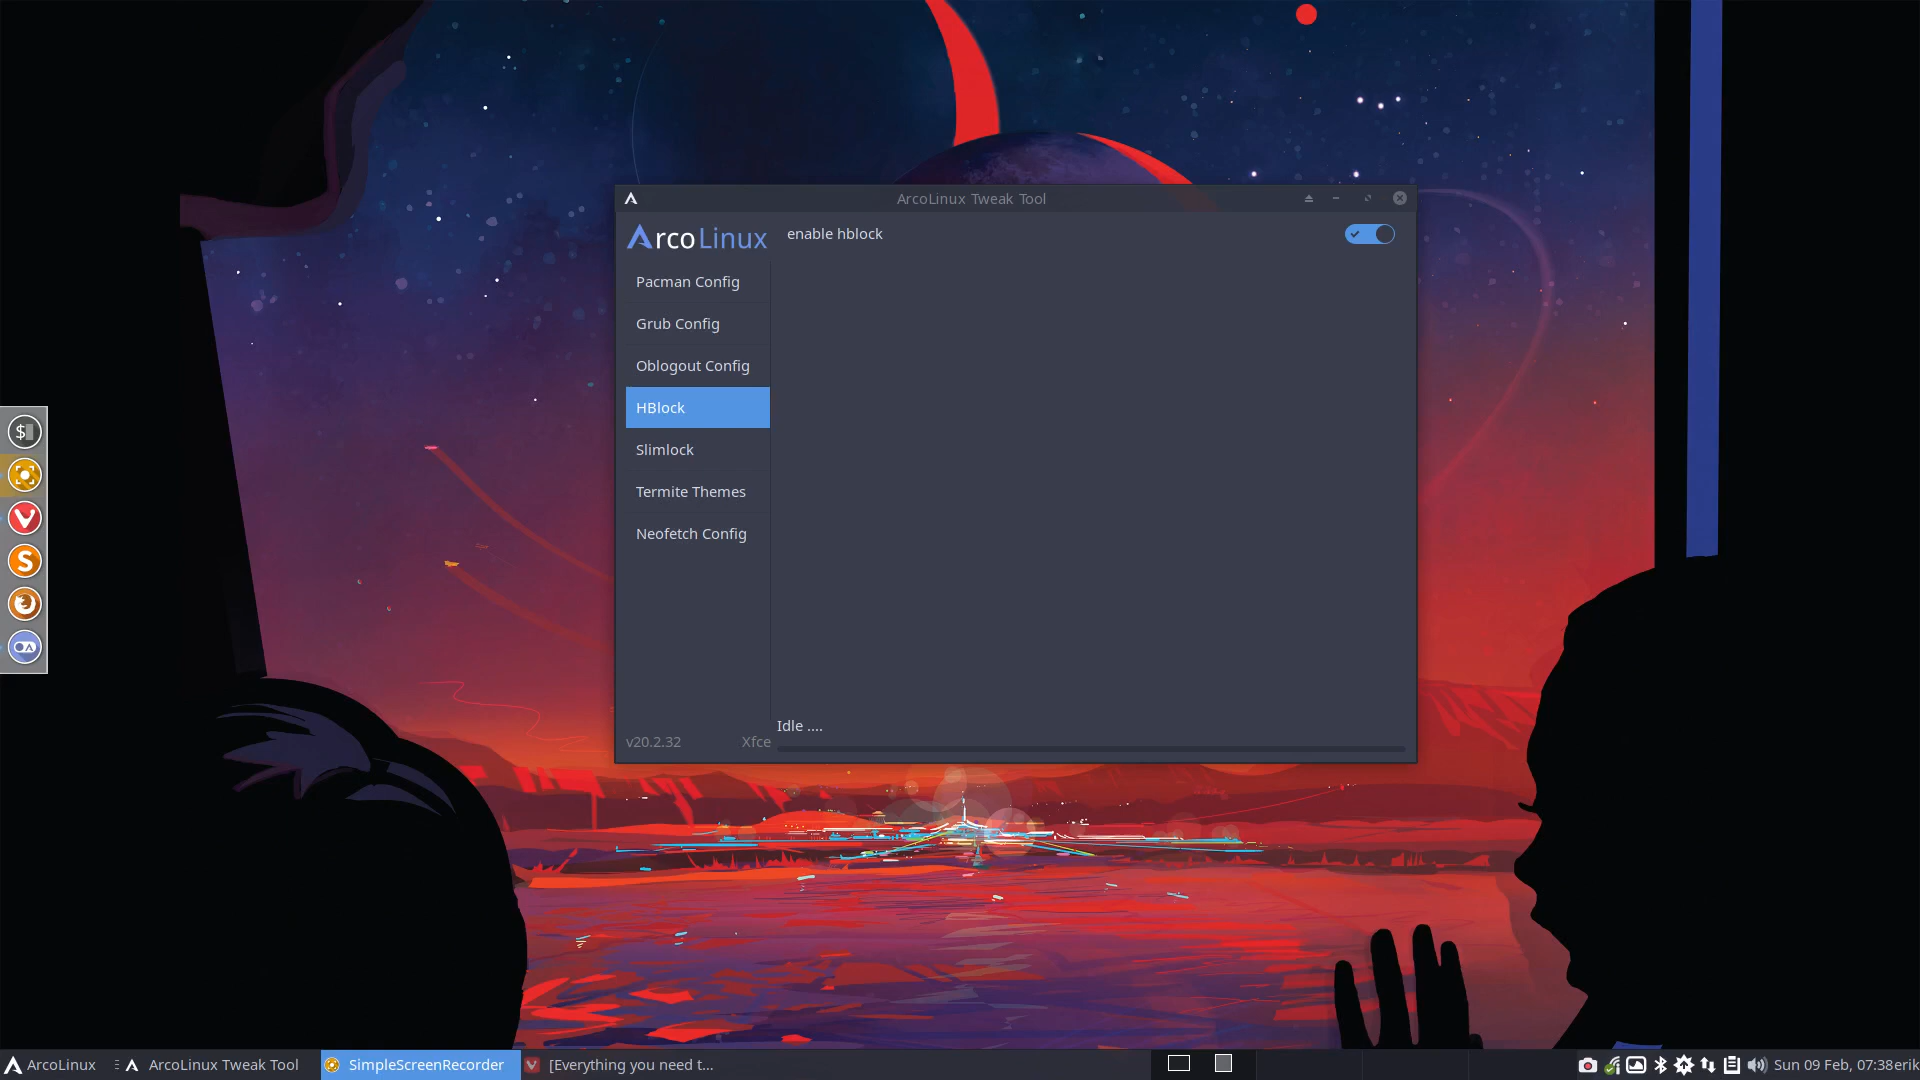 ArcoLinux Tweak Tool
ArcoLinux
enable hblock
Pacman Config
Grub Config
Oblogout Config
HBlock
Slimlock
Termite Themes
Neofetch Config
Idle ....
v20.2.32
Xfce
$
S
ArcoLinux
ArcoLinux Tweak Tool
SimpleScreenRecorder
[Everything you need t...
Sun 09 Feb, 07:38erik